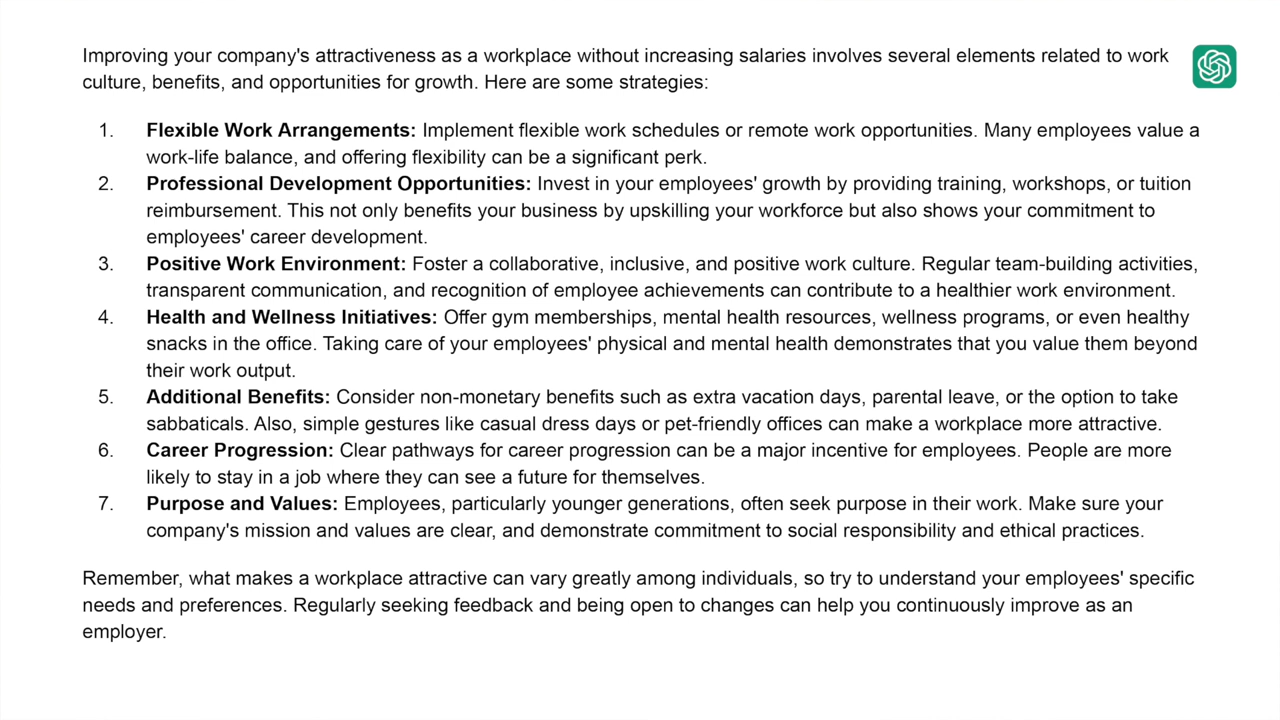 Improving your company's attractiveness as a workplace without increasing salaries involves several elements related to work
culture, benefits, and opportunities for growth. Here are some strategies:
1. Flexible Work Arrangements: Implement flexible work schedules or remote work opportunities. Many employees value a
work-life balance, and offering flexibility can be a significant perk.
2. Professional Development Opportunities: Invest in your employees' growth by providing training, workshops, or tuition
reimbursement. This not only benefits your business by upskilling your workforce but also shows your commitment to
employees' career development.
3. Positive Work Environment: Foster a collaborative, inclusive, and positive work culture. Regular team-building activities,
transparent communication, and recognition of employee achievements can contribute to a healthier work environment.
4. Health and Wellness Initiatives: Offer gym memberships, mental health resources, wellness programs, or even healthy
snacks in the office. Taking care of your employees' physical and mental health demonstrates that you value them beyond
their work output.
5. Additional Benefits: Consider non-monetary benefits such as extra vacation days, parental leave, or the option to take
sabbaticals. Also, simple gestures like casual dress days or pet-friendly offices can make a workplace more attractive.
6. Career Progression: Clear pathways for career progression can be a major incentive for employees. People are more
likely to stay in a job where they can see a future for themselves.
7. Purpose and Values: Employees, particularly younger generations, often seek purpose in their work. Make sure your
company's mission and values are clear, and demonstrate commitment to social responsibility and ethical practices.
Remember, what makes a workplace attractive can vary greatly among individuals, so try to understand your employees' specific
needs and preferences. Regularly seeking feedback and being open to changes can help you continuously improve as an
employer.